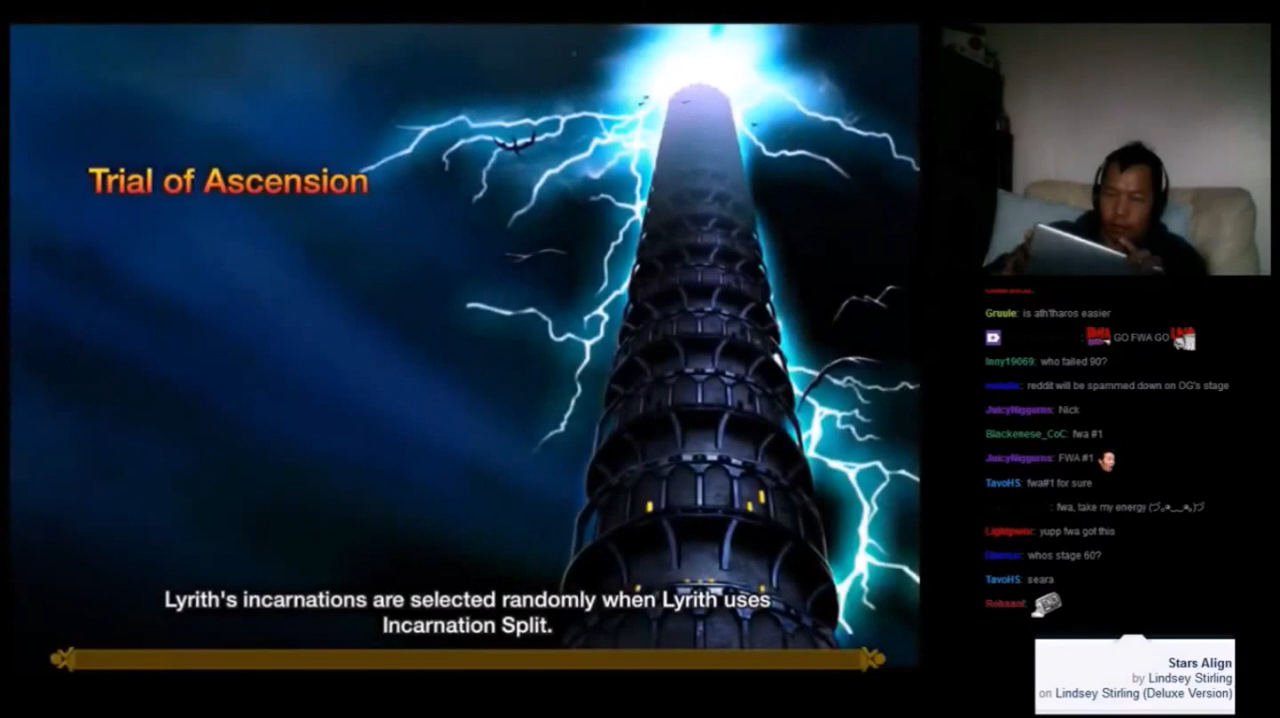 Trial of Ascension
Lyrith's incarnations are selected randomly when Lyrith uses
Incarnation Split.
Gruule: is ath'tharos easier
GO FWA GO
Inny19069: who failed 90?
reddit will be spammed down on OG's stage
JuicyNiggums: Nick
Blackenese_CoC: fwa #1
JuicyNiggums: FWA #1
TavoHS: fwa#1 for sure
: fwa, take my energy
Lightpwnr: yupp fwa got this
whos stage 60?
TavoHS: seara
Stars Align
by Lindsey Stirling
on Lindsey Stirling (Deluxe Version)